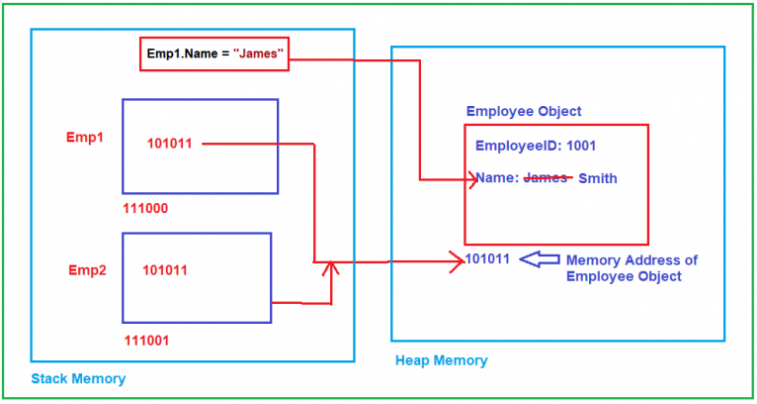 Emp1.Name = "James"
Employee Object
Emp1
101011
EmployeeID: 1001
Name: James Smith
111000
Emp2
101011
101011
Memory Address of
Employee Object
111001
Heap Memory
Stack Memory